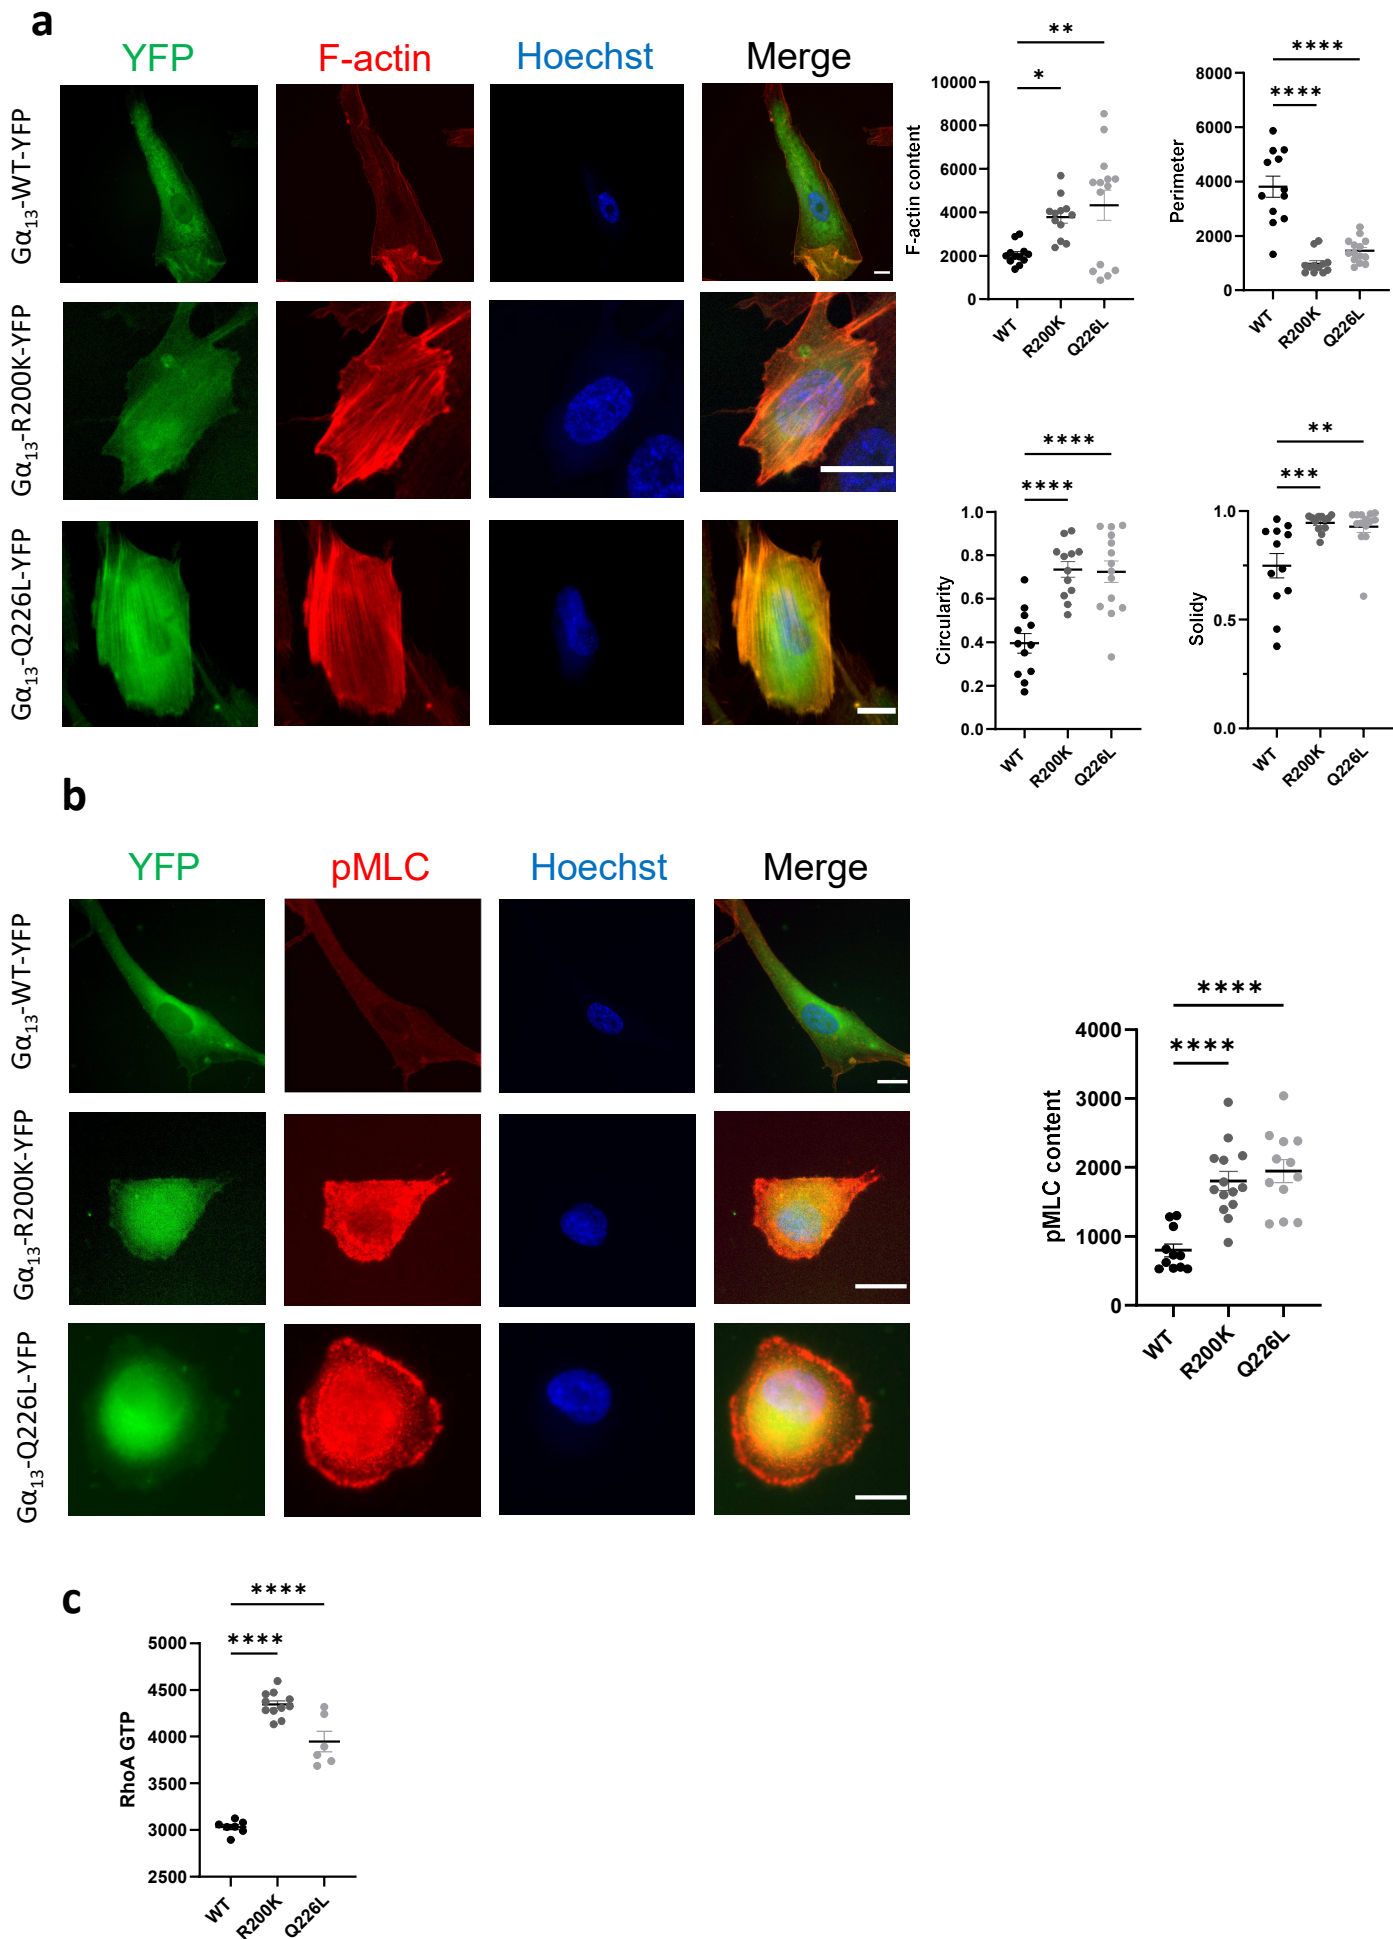 a
YFP
F-actin
Hoechst
Merge
Gα13-WT-YFP
Gα13-R200K-YFP
Gα13-Q226L-YFP
**
*
F-actin content
10000
8000
6000
4000
2000
0
WT
R200K
Q226L
****
****
Perimeter
8000
6000
4000
2000
0
WT
R200K
Q226L
****
****
Circularity
1.0
0.8
0.6
0.4
0.2
0.0
WT
R200K
Q226L
**
***
Solidy
1.0
0.5
0.0
WT
R200K
Q226L
b
YFP
pMLC
Hoechst
Merge
Gα13-WT-YFP
Gα13-R200K-YFP
Gα13-Q226L-YFP
****
****
pMLC content
4000
3000
2000
1000
0
WT
R200K
Q226L
c
****
****
RhoA GTP
5000
4500
4000
3500
3000
2500
WT
R200K
Q226L